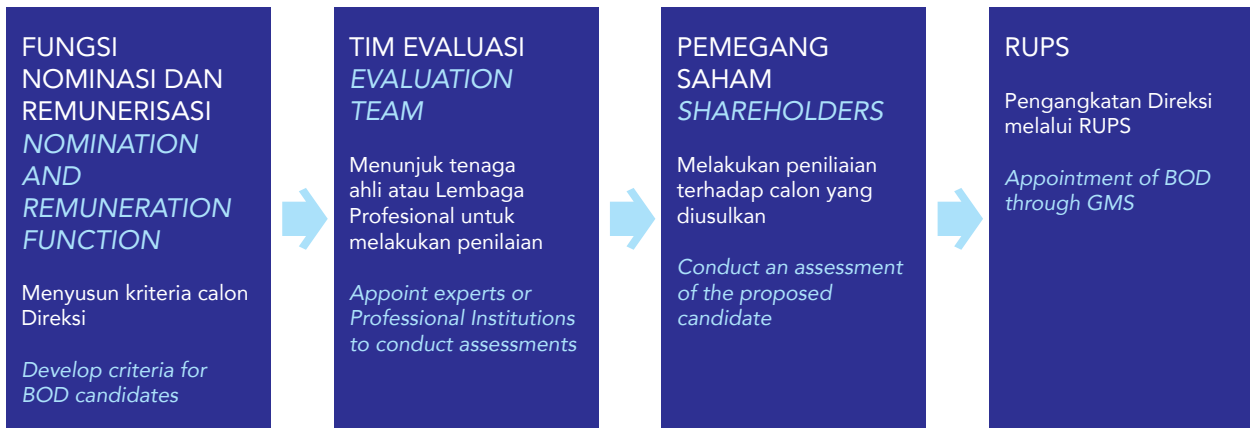 FUNGSI
NOMINASI DAN
REMUNERISASI
NOMINATION
AND
REMUNERATION
FUNCTION
Menyusun kriteria calon
Direksi
Develop criteria for
BOD candidates
TIM EVALUASI
EVALUATION
TEAM
Menunjuk tenaga
ahli atau Lembaga
Profesional untuk
melakukan penilaian
Appoint experts or
Professional Institutions
to conduct assessments
PEMEGANG
SAHAM
SHAREHOLDERS
Melakukan peniliaian
terhadap calon yang
diusulkan
Conduct an assessment
of the proposed
candidate
RUPS
Pengangkatan Direksi
melalui RUPS
Appointment of BOD
through GMS